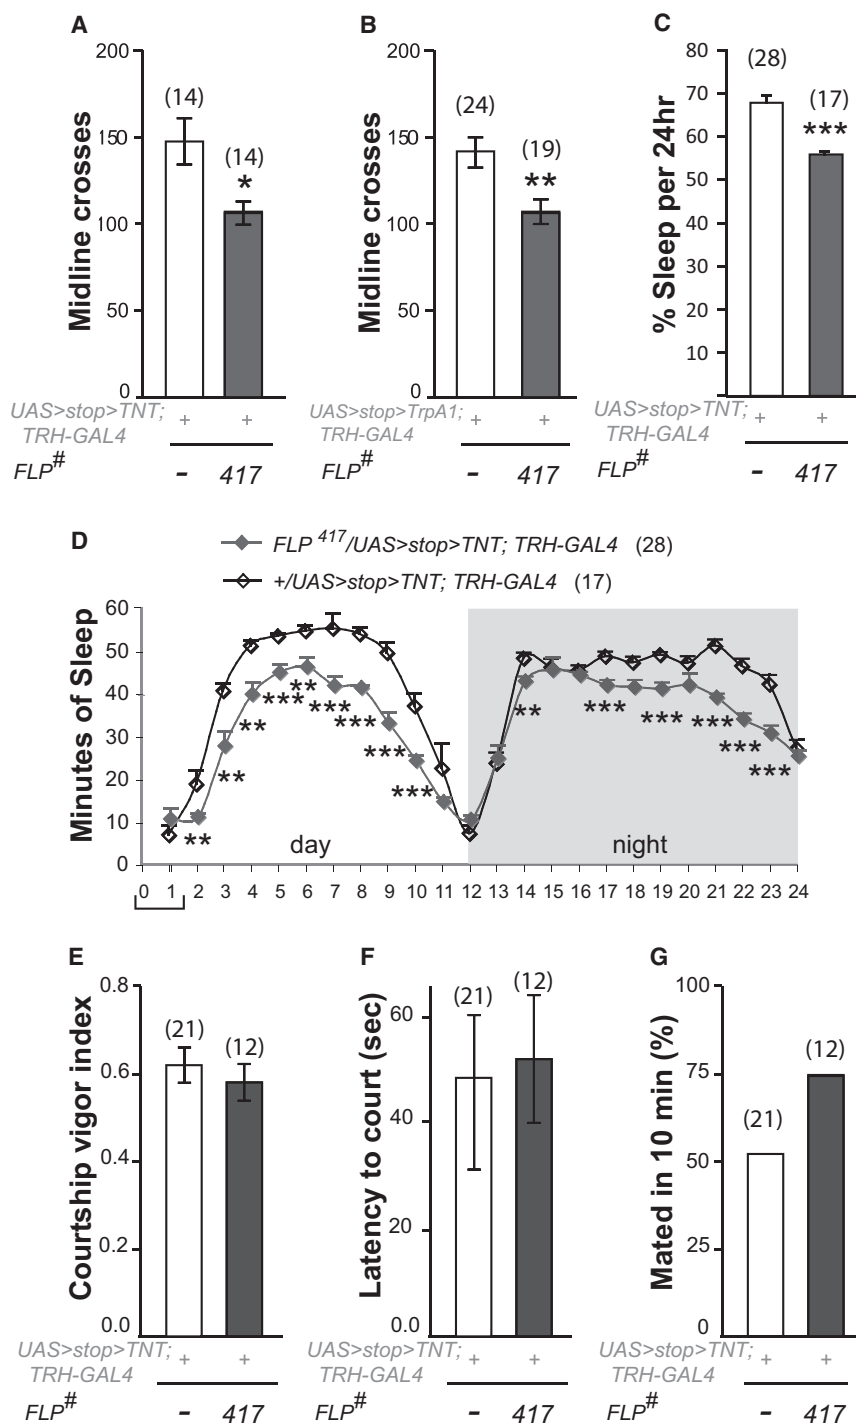 A
Midline crosses
200
150
100
50
0
(14)
(14)
*
UAS>stop>TNT;
TRH-GAL4
+ +
FLP# - 417
B
Midline crosses
200
150
100
50
0
(24)
(19)
**
UAS>stop>TrpA1;
TRH-GAL4
+ +
FLP# - 417
C
% Sleep per 24hr
80
70
60
50
40
30
20
10
(28)
(17)
***
UAS>stop>TNT;
TRH-GAL4
+ +
FLP# - 417
D
FLP 417/UAS>stop>TNT; TRH-GAL4 (28)
+/UAS>stop>TNT; TRH-GAL4 (17)
Minutes of Sleep
60
50
40
30
20
10
0
**
**
**
***
**
***
***
***
***
**
***
***
***
***
***
day
night
0 1 2 3 4 5 6 7 8 9 10 11 12 13 14 15 16 17 18 19 20 21 22 23 24
E
Courtship vigor index
0.8
0.6
0.4
0.2
0.0
(21)
(12)
UAS>stop>TNT;
TRH-GAL4
+ +
FLP# - 417
F
Latency to court (sec)
60
40
20
0.0
(21)
(12)
UAS>stop>TNT;
TRH-GAL4
+ +
FLP# - 417
G
Mated in 10 min (%)
100
75
50
25
0
(21)
(12)
UAS>stop>TNT;
TRH-GAL4
+ +
FLP# - 417